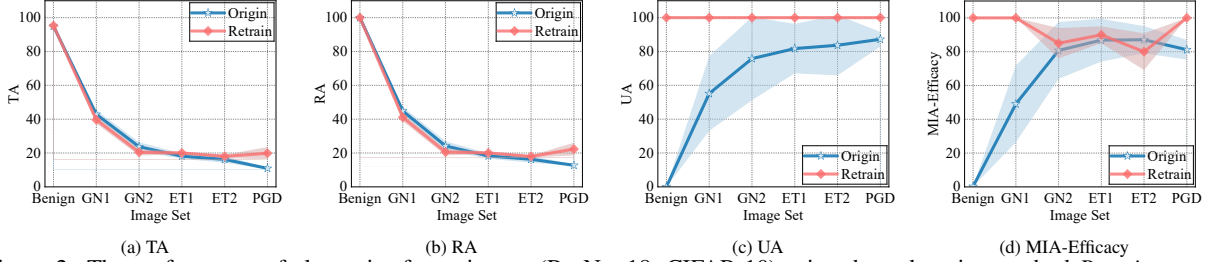 100
80
60
40
20
0
TA
Origin
Retrain
Benign GN1 GN2 ET1 ET2 PGD
Image Set
(a) TA
100
80
60
40
20
0
RA
Origin
Retrain
Benign GN1 GN2 ET1 ET2 PGD
Image Set
(b) RA
100
80
60
40
20
0
UA
Origin
Retrain
Benign GN1 GN2 ET1 ET2 PGD
Image Set
(c) UA
100
80
60
40
20
0
MIA-Efficacy
Origin
Retrain
Benign GN1 GN2 ET1 ET2 PGD
Image Set
(d) MIA-Efficacy